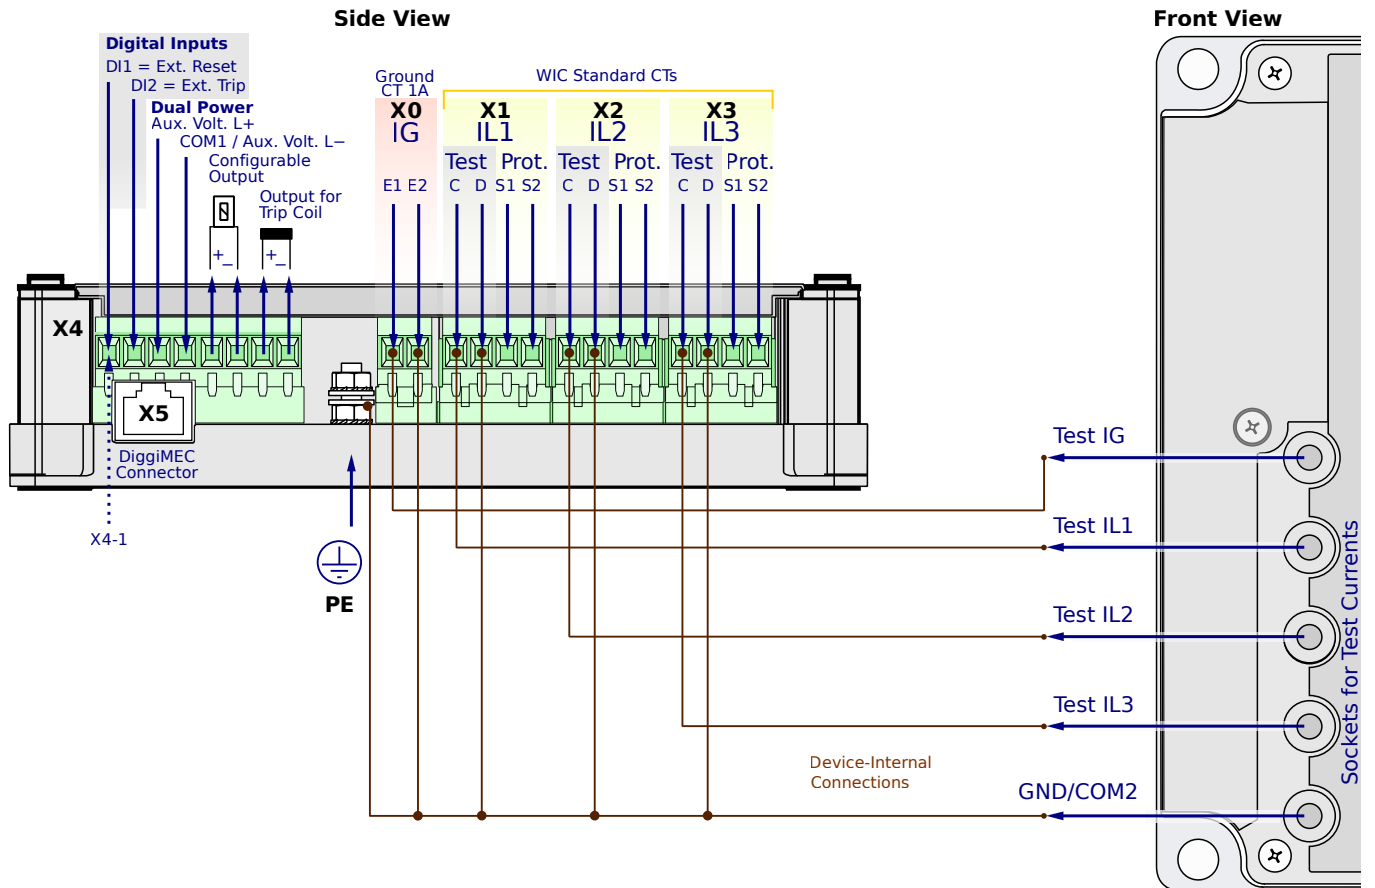 Side View
Front View
Digital Inputs
DI1 = Ext. Reset
DI2 = Ext. Trip
Dual Power
Aux. Volt. L+
COM1 / Aux. Volt. L−
Configurable
Output
+
−
Output for
Trip Coil
+
−
Ground
CT 1A
X0
IG
E1 E2
WIC Standard CTs
X1
IL1
Test Prot.
C D S1 S2
X2
IL2
Test Prot.
C D S1 S2
X3
IL3
Test Prot.
C D S1 S2
X4
X5
DiggiMEC
Connector
X4-1
PE
Test IG
Test IL1
Test IL2
Test IL3
GND/COM2
Device-Internal
Connections
Sockets for Test Currents